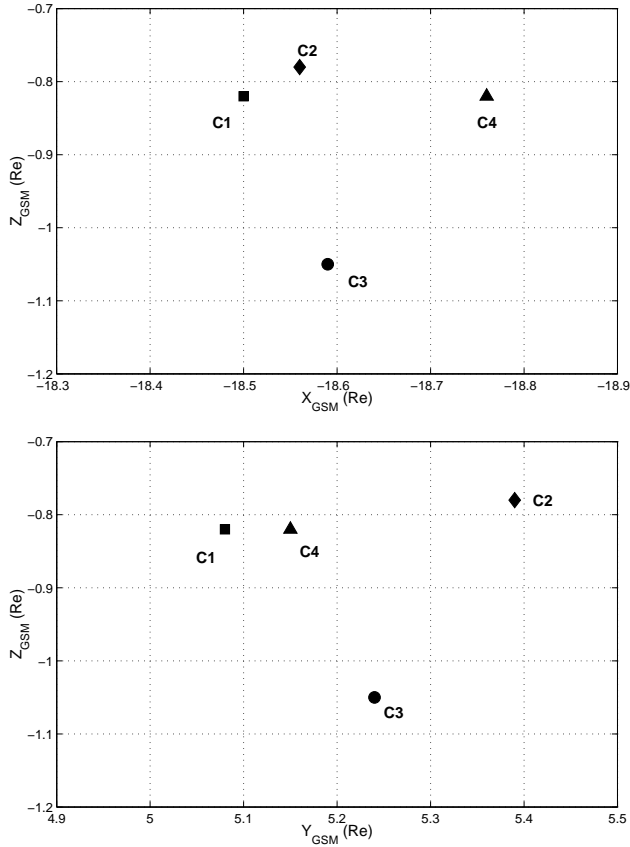 −0.7
C2
−0.8
C1
C4
−0.9
Z_GSM (Re)
−1
C3
−1.1
−1.2
−18.3 −18.4 −18.5 −18.6 −18.7 −18.8 −18.9
X_GSM (Re)
−0.7
C2
−0.8
C1
C4
−0.9
Z_GSM (Re)
−1
C3
−1.1
−1.2
4.9 5 5.1 5.2 5.3 5.4 5.5
Y_GSM (Re)